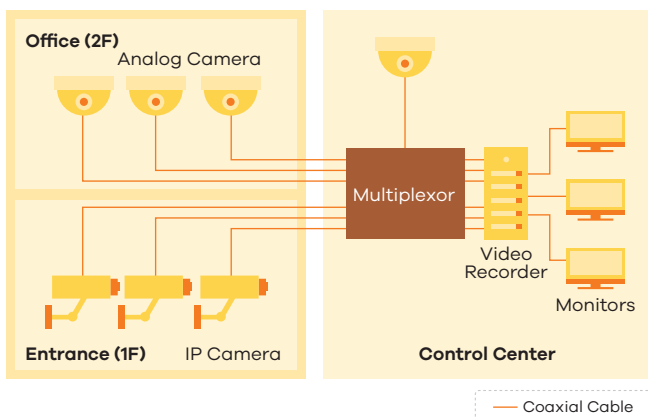 Office (2F)
Analog Camera
Multiplexor
Video
Recorder
Monitors
Entrance (1F)
IP Camera
Control Center
Coaxial Cable